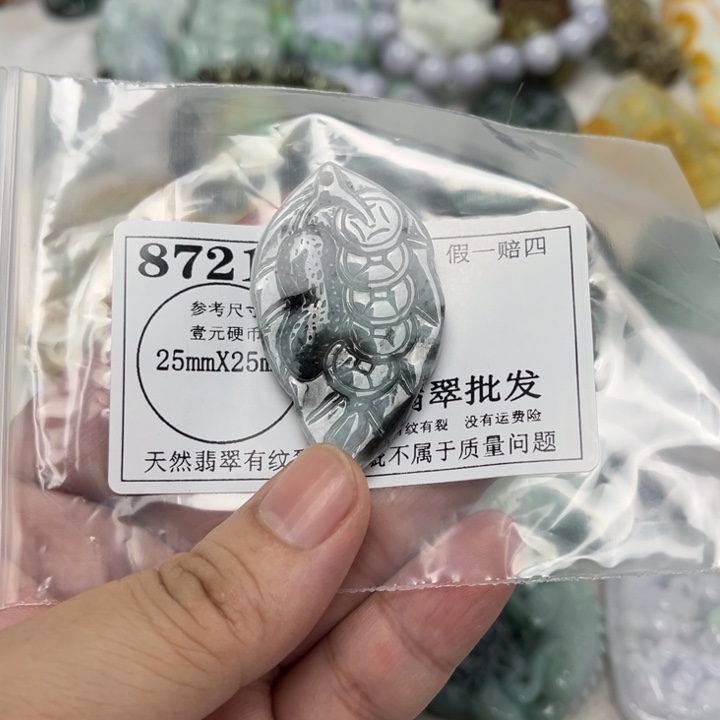 8721
假一赔四
参考尺寸
壹元硬币
25mmX25m
翠批发
纹有裂 没有运费险
天然翡翠有纹
不属于质量问题